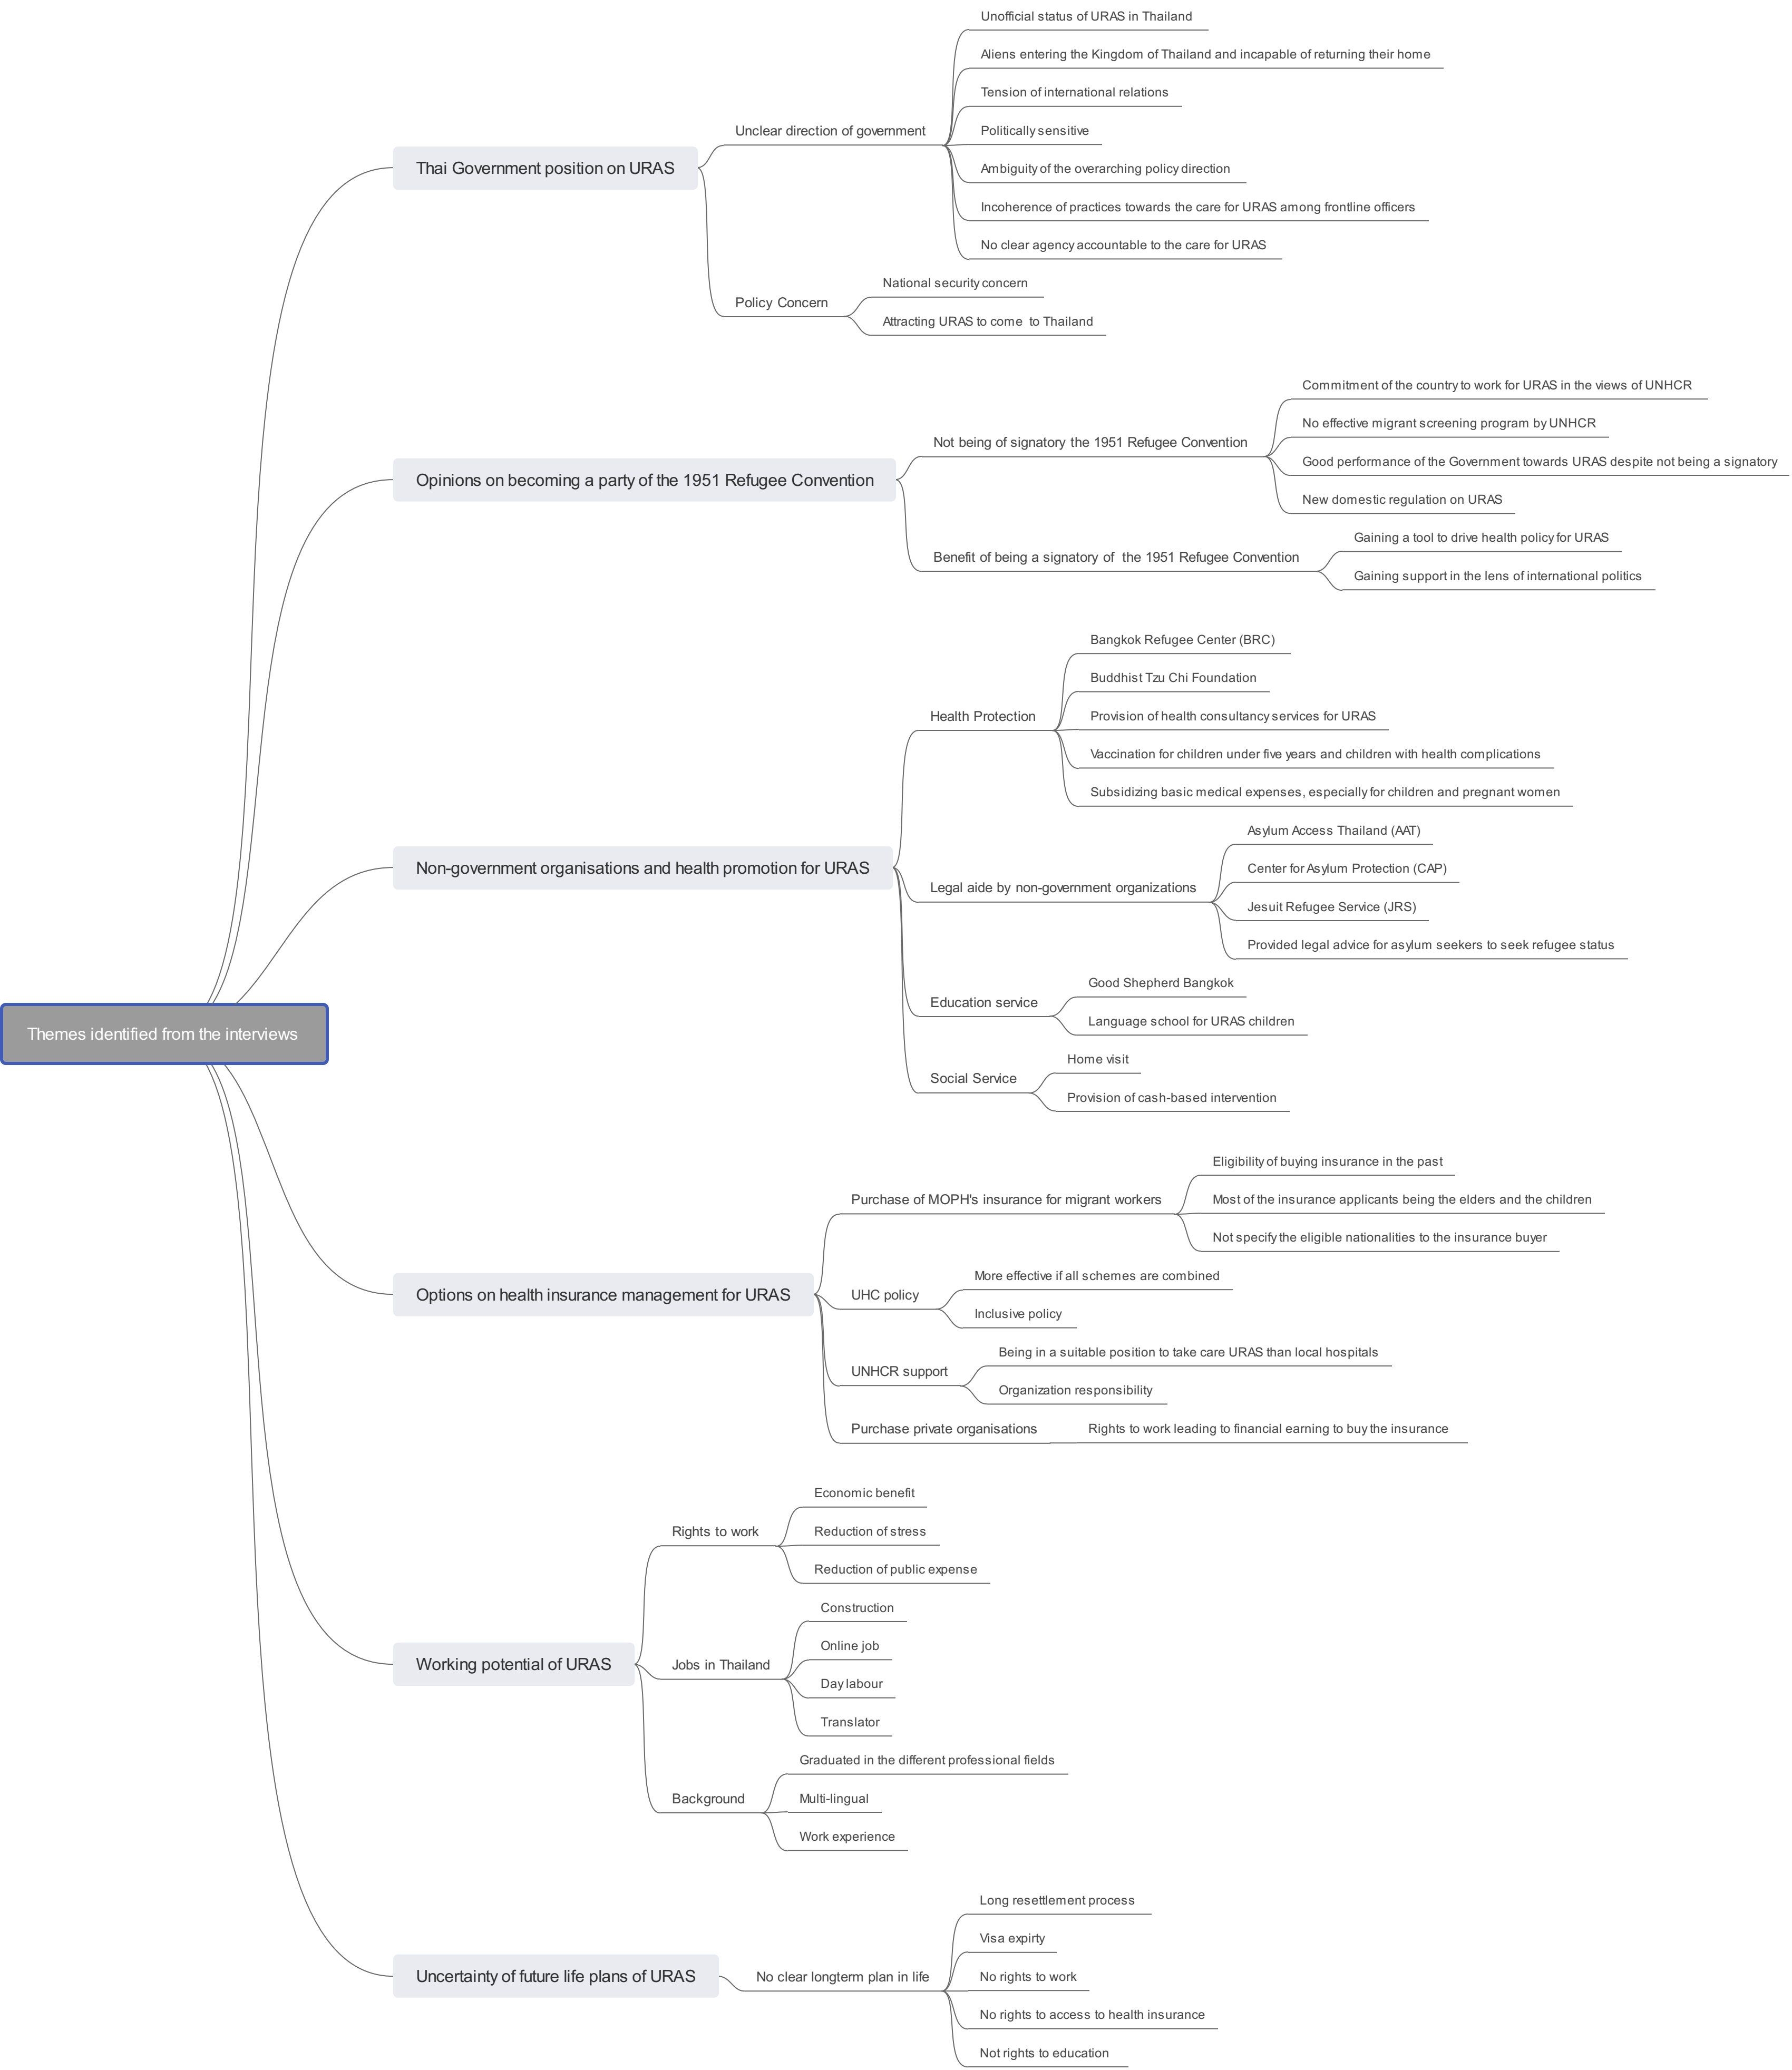 Themes identified from the interviews
Thai Government position on URAS
Unclear direction of government
Unofficial status of URAS in Thailand
Aliens entering the Kingdom of Thailand and incapable of returning their home
Tension of international relations
Politically sensitive
Ambiguity of the overarching policy direction
Incoherence of practices towards the care for URAS among frontline officers
No clear agency accountable to the care for URAS
Policy Concern
National security concern
Attracting URAS to come  to Thailand
Opinions on becoming a party of the 1951 Refugee Convention
Not being of signatory the 1951 Refugee Convention
Commitment of the country to work for URAS in the views of UNHCR
No effective migrant screening program by UNHCR
Good performance of the Government towards URAS despite not being a signatory
New domestic regulation on URAS
Benefit of being a signatory of  the 1951 Refugee Convention
Gaining a tool to drive health policy for URAS
Gaining support in the lens of international politics
Non-government organisations and health promotion for URAS
Health Protection
Bangkok Refugee Center (BRC)
Buddhist Tzu Chi Foundation
Provision of health consultancy services for URAS
Vaccination for children under five years and children with health complications
Subsidizing basic medical expenses, especially for children and pregnant women
Legal aide by non-government organizations
Asylum Access Thailand (AAT)
Center for Asylum Protection (CAP)
Jesuit Refugee Service (JRS)
Provided legal advice for asylum seekers to seek refugee status
Education service
Good Shepherd Bangkok
Language school for URAS children
Social Service
Home visit
Provision of cash-based intervention
Options on health insurance management for URAS
Purchase of MOPH's insurance for migrant workers
Eligibility of buying insurance in the past
Most of the insurance applicants being the elders and the children
Not specify the eligible nationalities to the insurance buyer
UHC policy
More effective if all schemes are combined
Inclusive policy
UNHCR support
Being in a suitable position to take care URAS than local hospitals
Organization responsibility
Purchase private organisations
Rights to work leading to financial earning to buy the insurance
Working potential of URAS
Rights to work
Economic benefit
Reduction of stress
Reduction of public expense
Jobs in Thailand
Construction
Online job
Day labour
Translator
Background
Graduated in the different professional fields
Multi-lingual
Work experience
Uncertainty of future life plans of URAS
No clear longterm plan in life
Long resettlement process
Visa expirty
No rights to work
No rights to access to health insurance
Not rights to education